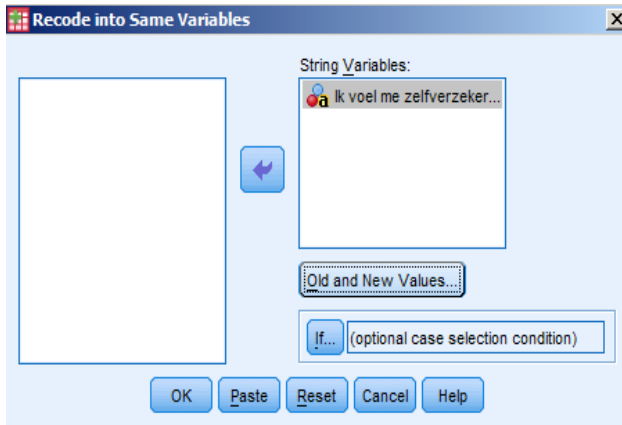 Recode into Same Variables
String Variables:
Ik voel me zelfverzeker...
Old and New Values...
If... (optional case selection condition)
OK Paste Reset Cancel Help